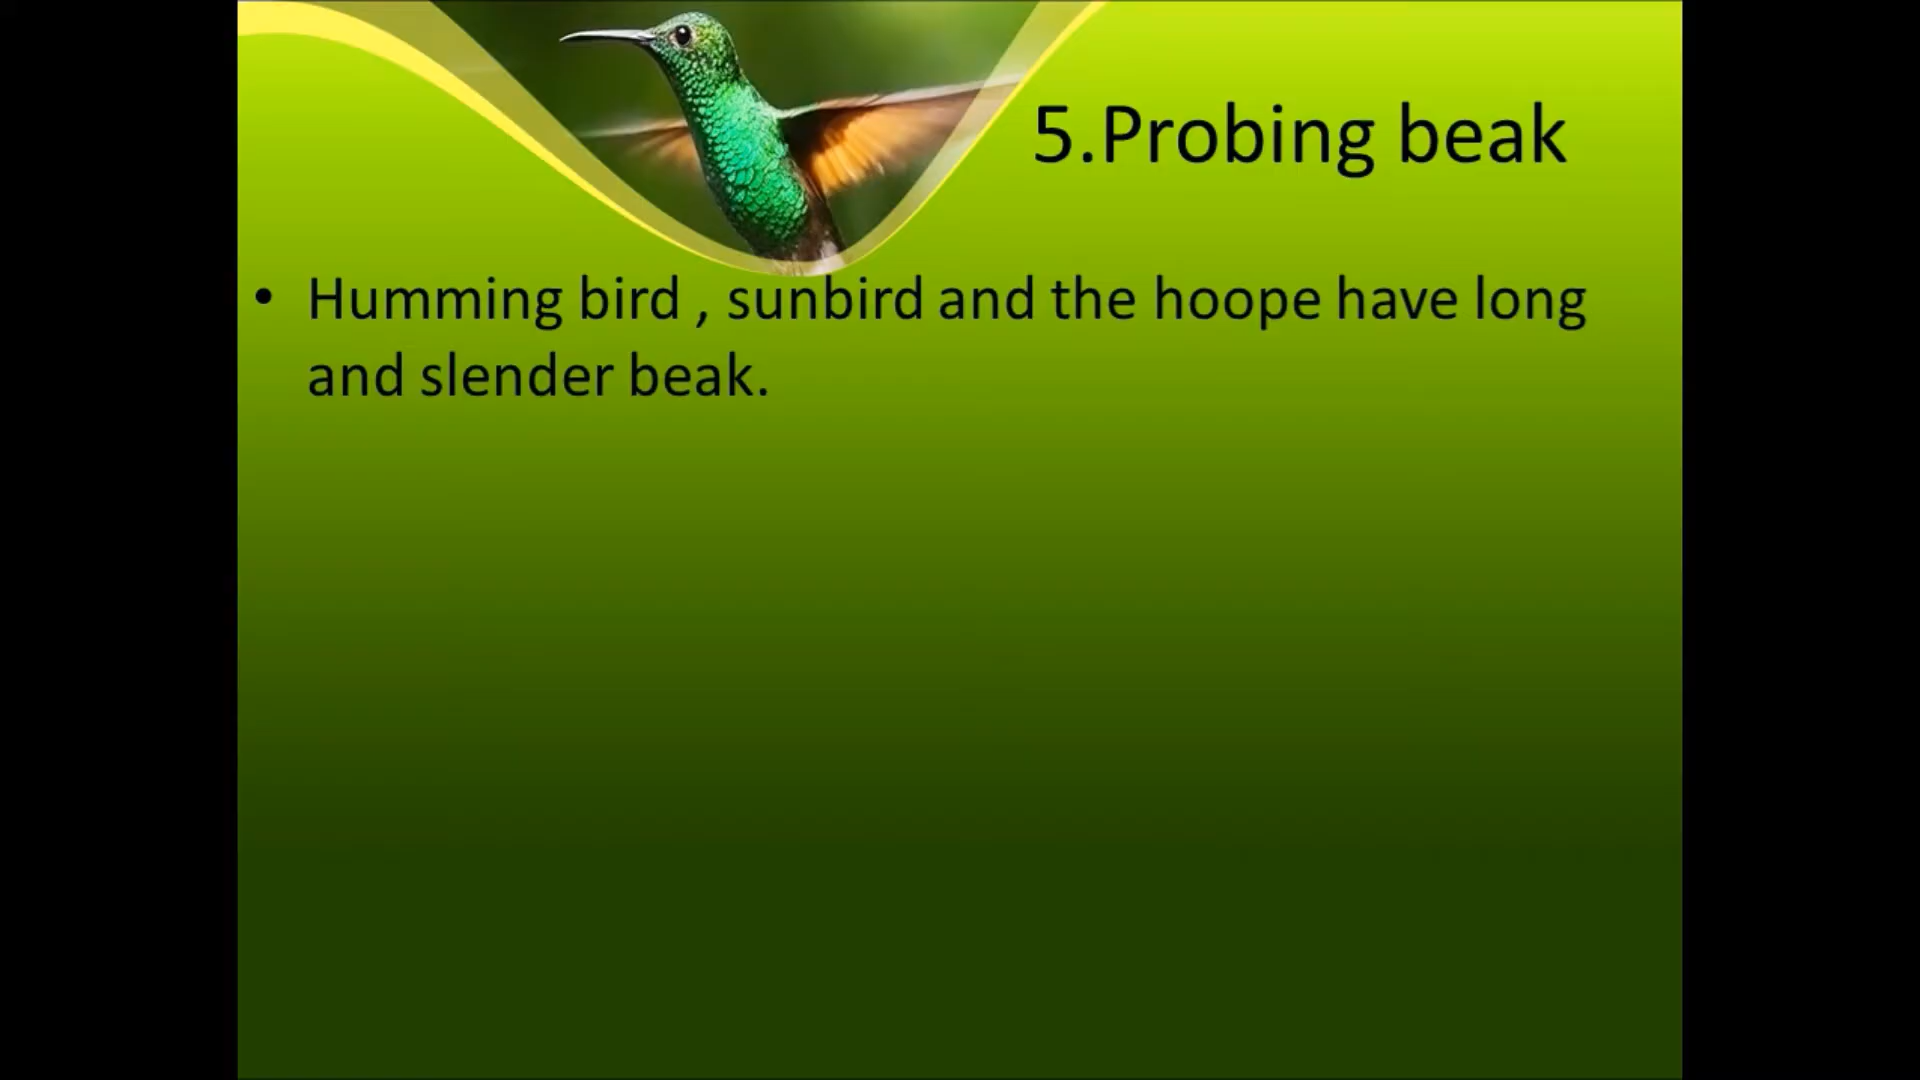 5.Probing beak
• Humming bird , sunbird and the hoope have long
and slender beak.